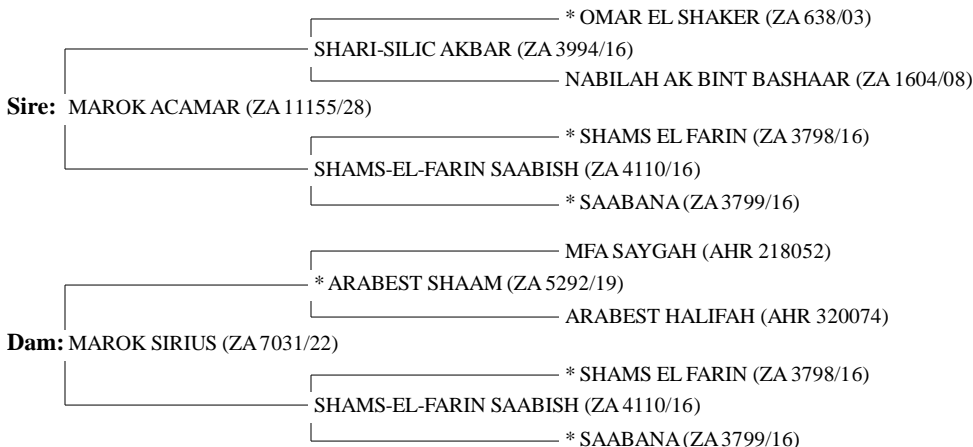 * OMAR EL SHAKER (ZA 638/03)
SHARI-SILIC AKBAR (ZA 3994/16)
NABILAH AK BINT BASHAAR (ZA 1604/08)
Sire: MAROK ACAMAR (ZA 11155/28)
* SHAMS EL FARIN (ZA 3798/16)
SHAMS-EL-FARIN SAABISH (ZA 4110/16)
* SAABANA (ZA 3799/16)
MFA SAYGAH (AHR 218052)
* ARABEST SHAAM (ZA 5292/19)
ARABEST HALIFAH (AHR 320074)
Dam: MAROK SIRIUS (ZA 7031/22)
* SHAMS EL FARIN (ZA 3798/16)
SHAMS-EL-FARIN SAABISH (ZA 4110/16)
* SAABANA (ZA 3799/16)